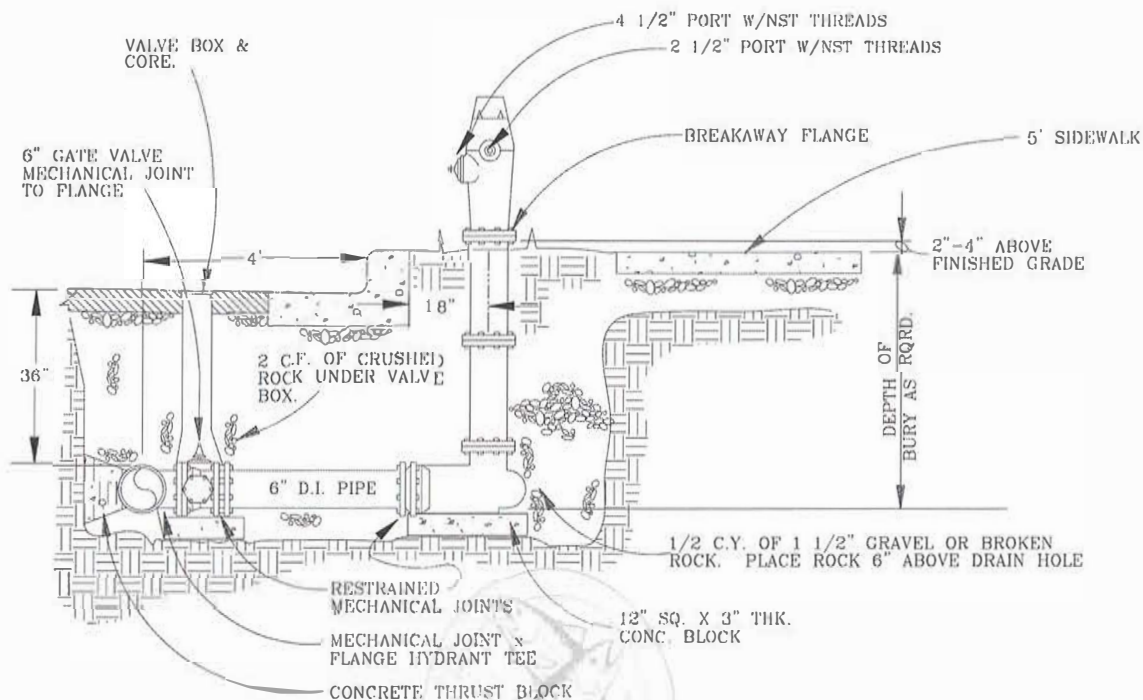 4 1/2" PORT W/NST THREADS
2 1/2" PORT W/NST THREADS
VALVE BOX &
CORE.
BREAKAWAY FLANGE
5' SIDEWALK
6" GATE VALVE
MECHANICAL JOINT
TO FLANGE
4'
2"-4" ABOVE
FINISHED GRADE
18"
36"
2 C.F. OF CRUSHED
ROCK UNDER VALVE
BOX.
DEPTH OF
BURY AS RQRD.
6" D.I. PIPE
1/2 C.Y. OF 1 1/2" GRAVEL OR BROKEN
ROCK. PLACE ROCK 6" ABOVE DRAIN HOLE
RESTRAINED
MECHANICAL JOINTS
12" SQ. X 3" THK.
CONC. BLOCK
MECHANICAL JOINT x
FLANGE HYDRANT TEE
CONCRETE THRUST BLOCK